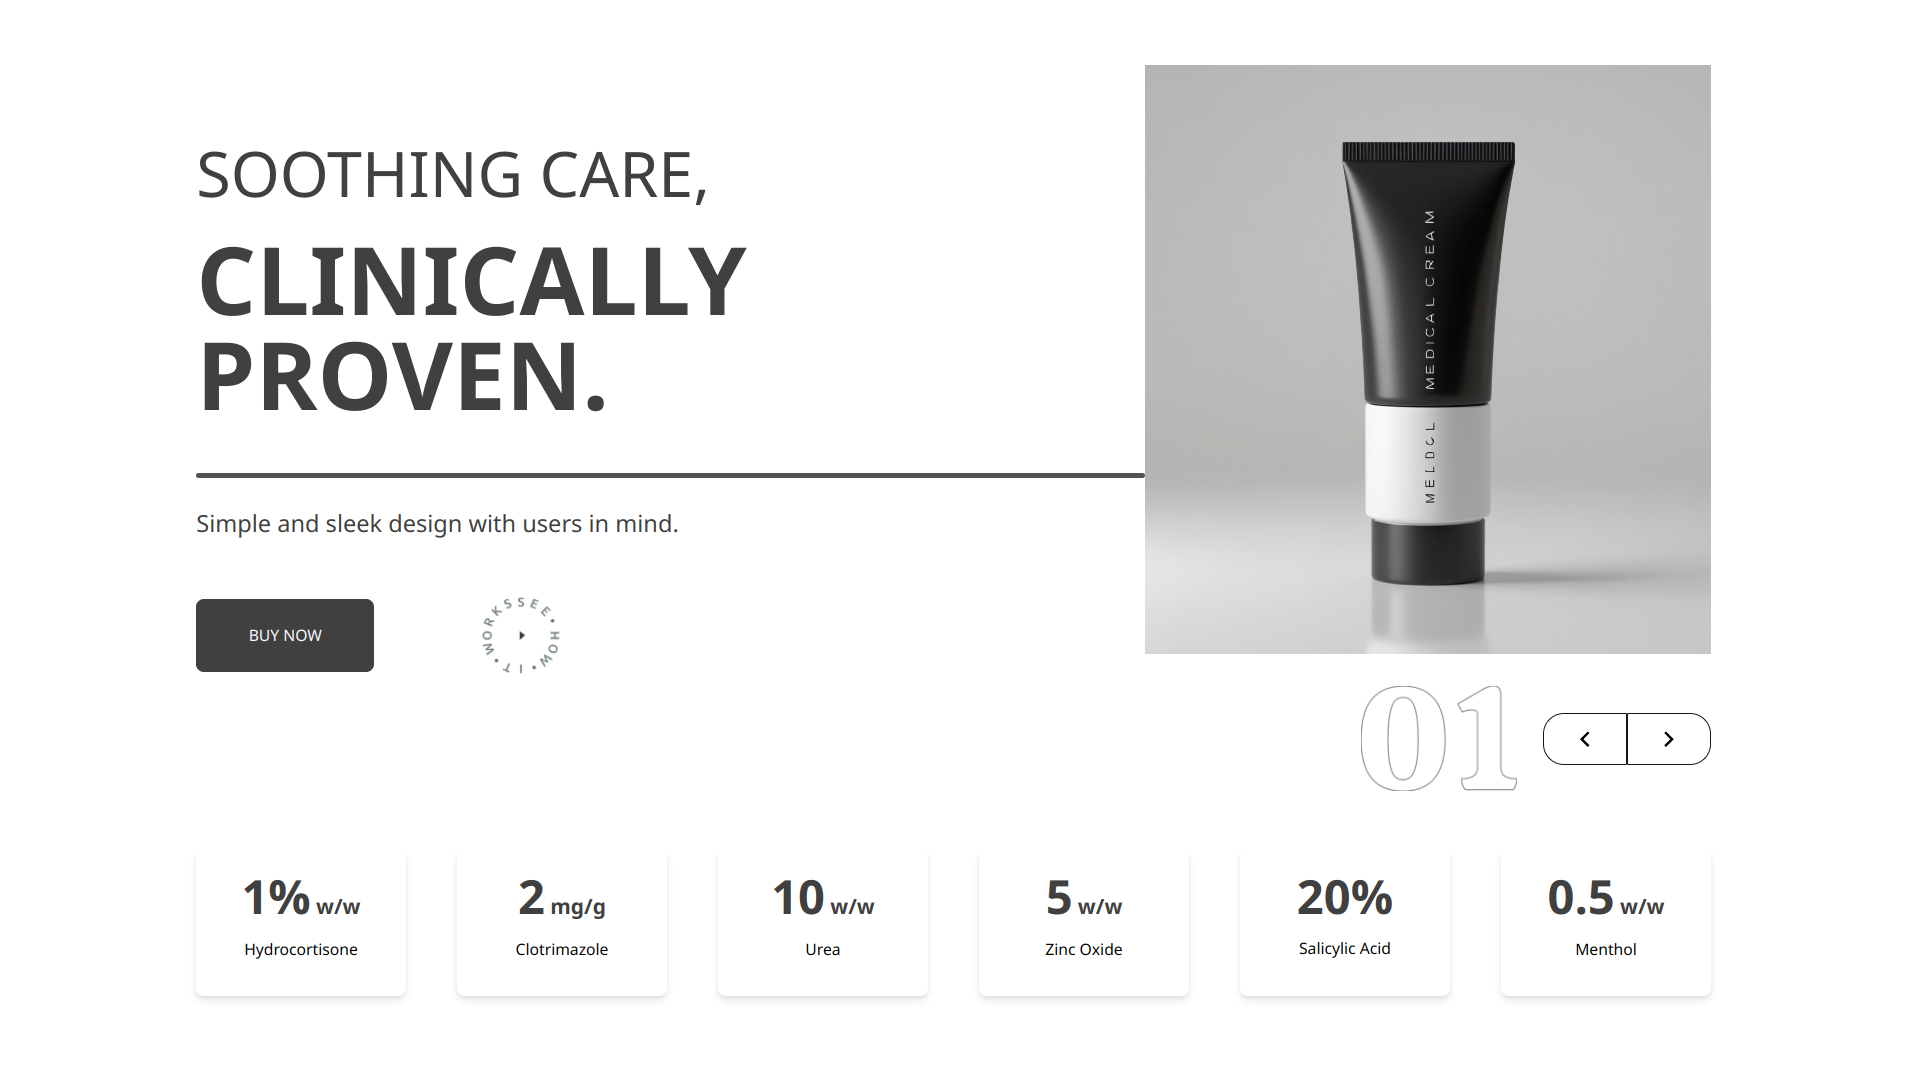 SOOTHING CARE,
CLINICALLY
PROVEN.
Simple and sleek design with users in mind.
BUY NOW
SEE • HOW • IT • WORKS
MEDICAL CREAM
01
1% w/w
Hydrocortisone
2 mg/g
Clotrimazole
10 w/w
Urea
5 w/w
Zinc Oxide
20%
Salicylic Acid
0.5 w/w
Menthol